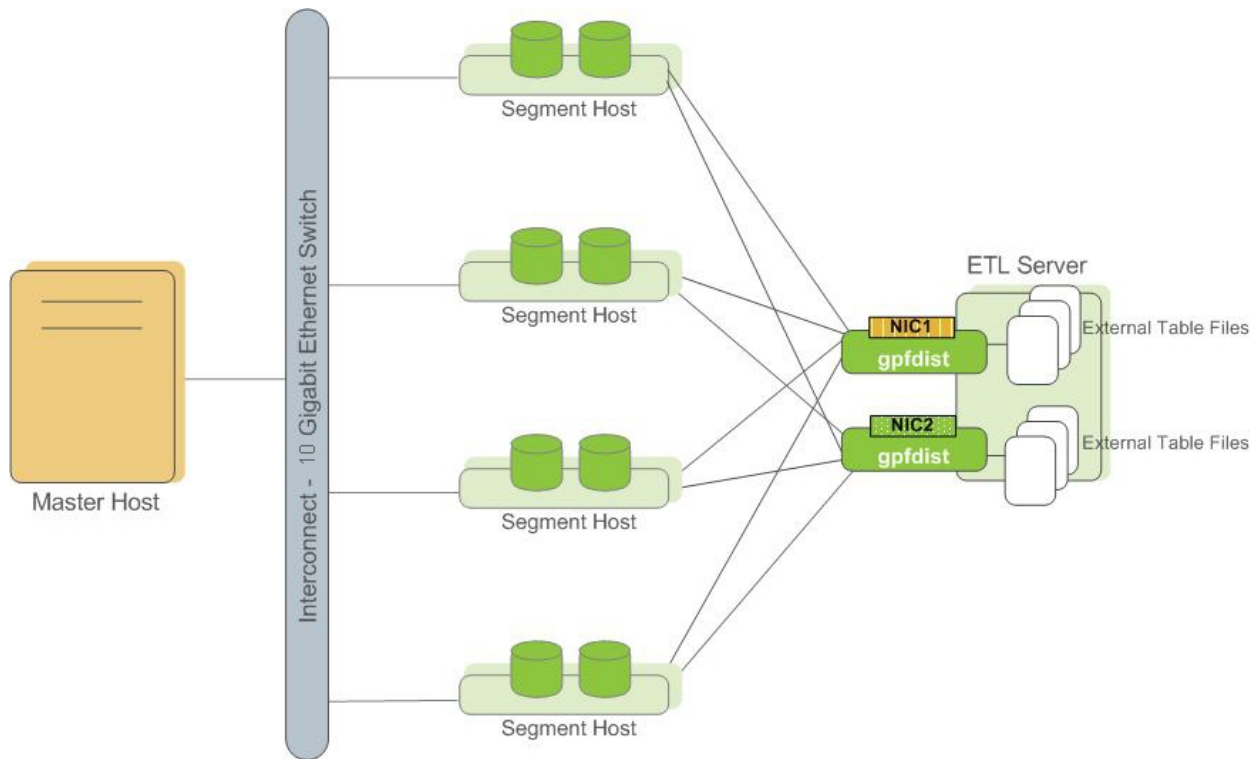 Segment Host
Interconnect - 10 Gigabit Ethernet Switch
Segment Host
ETL Server
NIC1
gpfdist
External Table Files
NIC2
gpfdist
External Table Files
Master Host
Segment Host
Segment Host